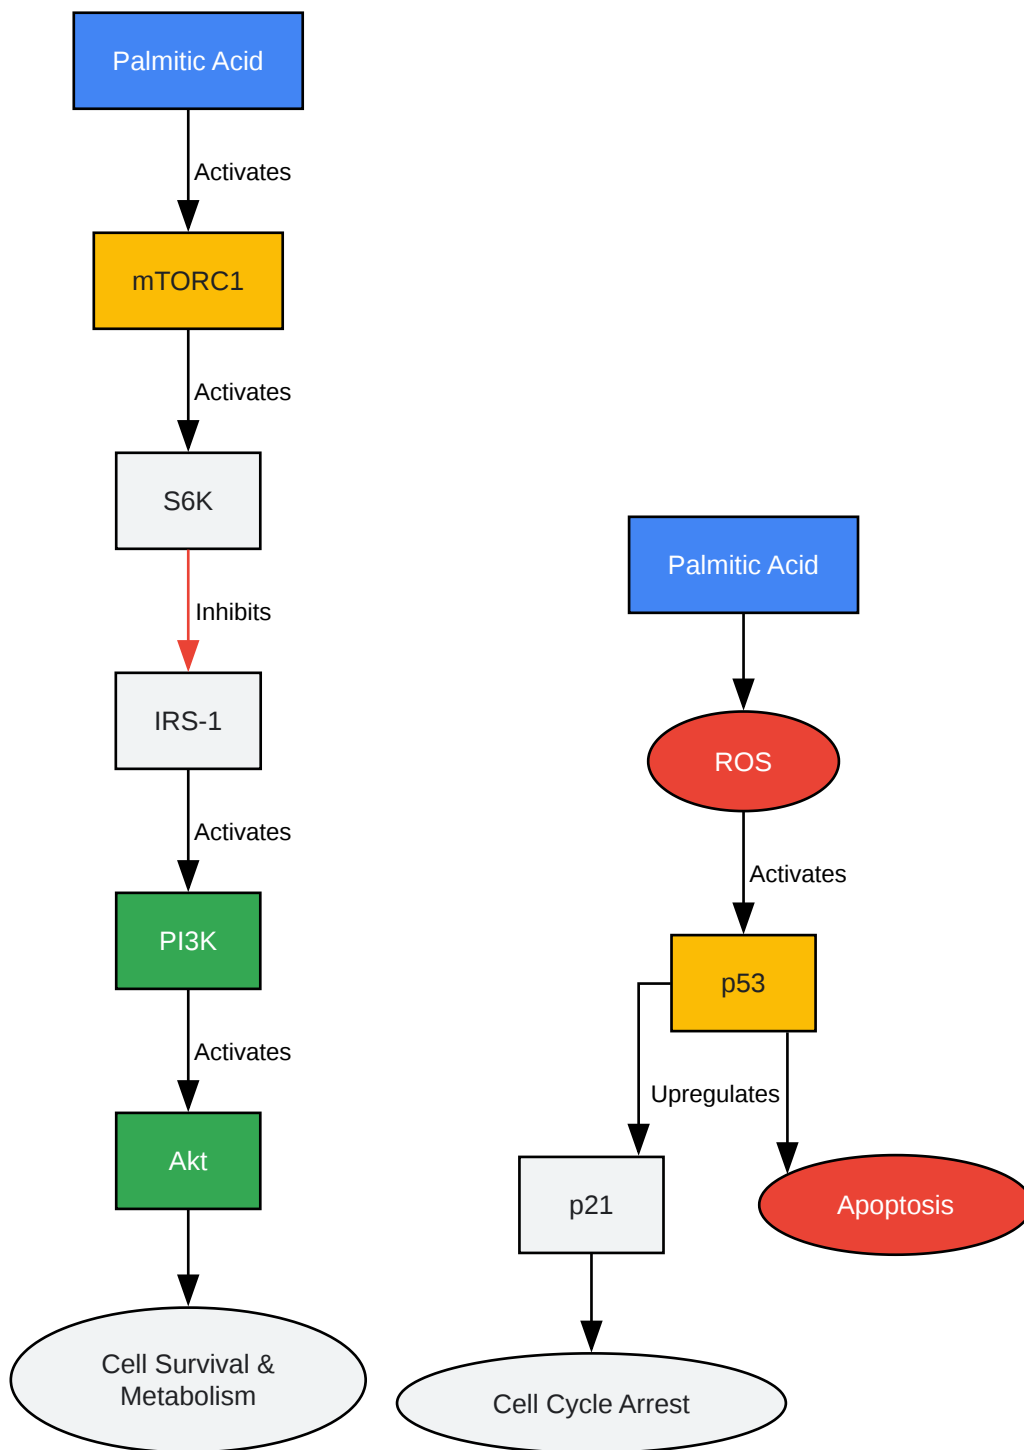 Palmitic Acid
Activates
mTORC1
Activates
S6K
Inhibits
IRS-1
Activates
PI3K
Activates
Akt
Cell Survival &
Metabolism
Palmitic Acid
ROS
Activates
p53
Upregulates
p21
Apoptosis
Cell Cycle Arrest